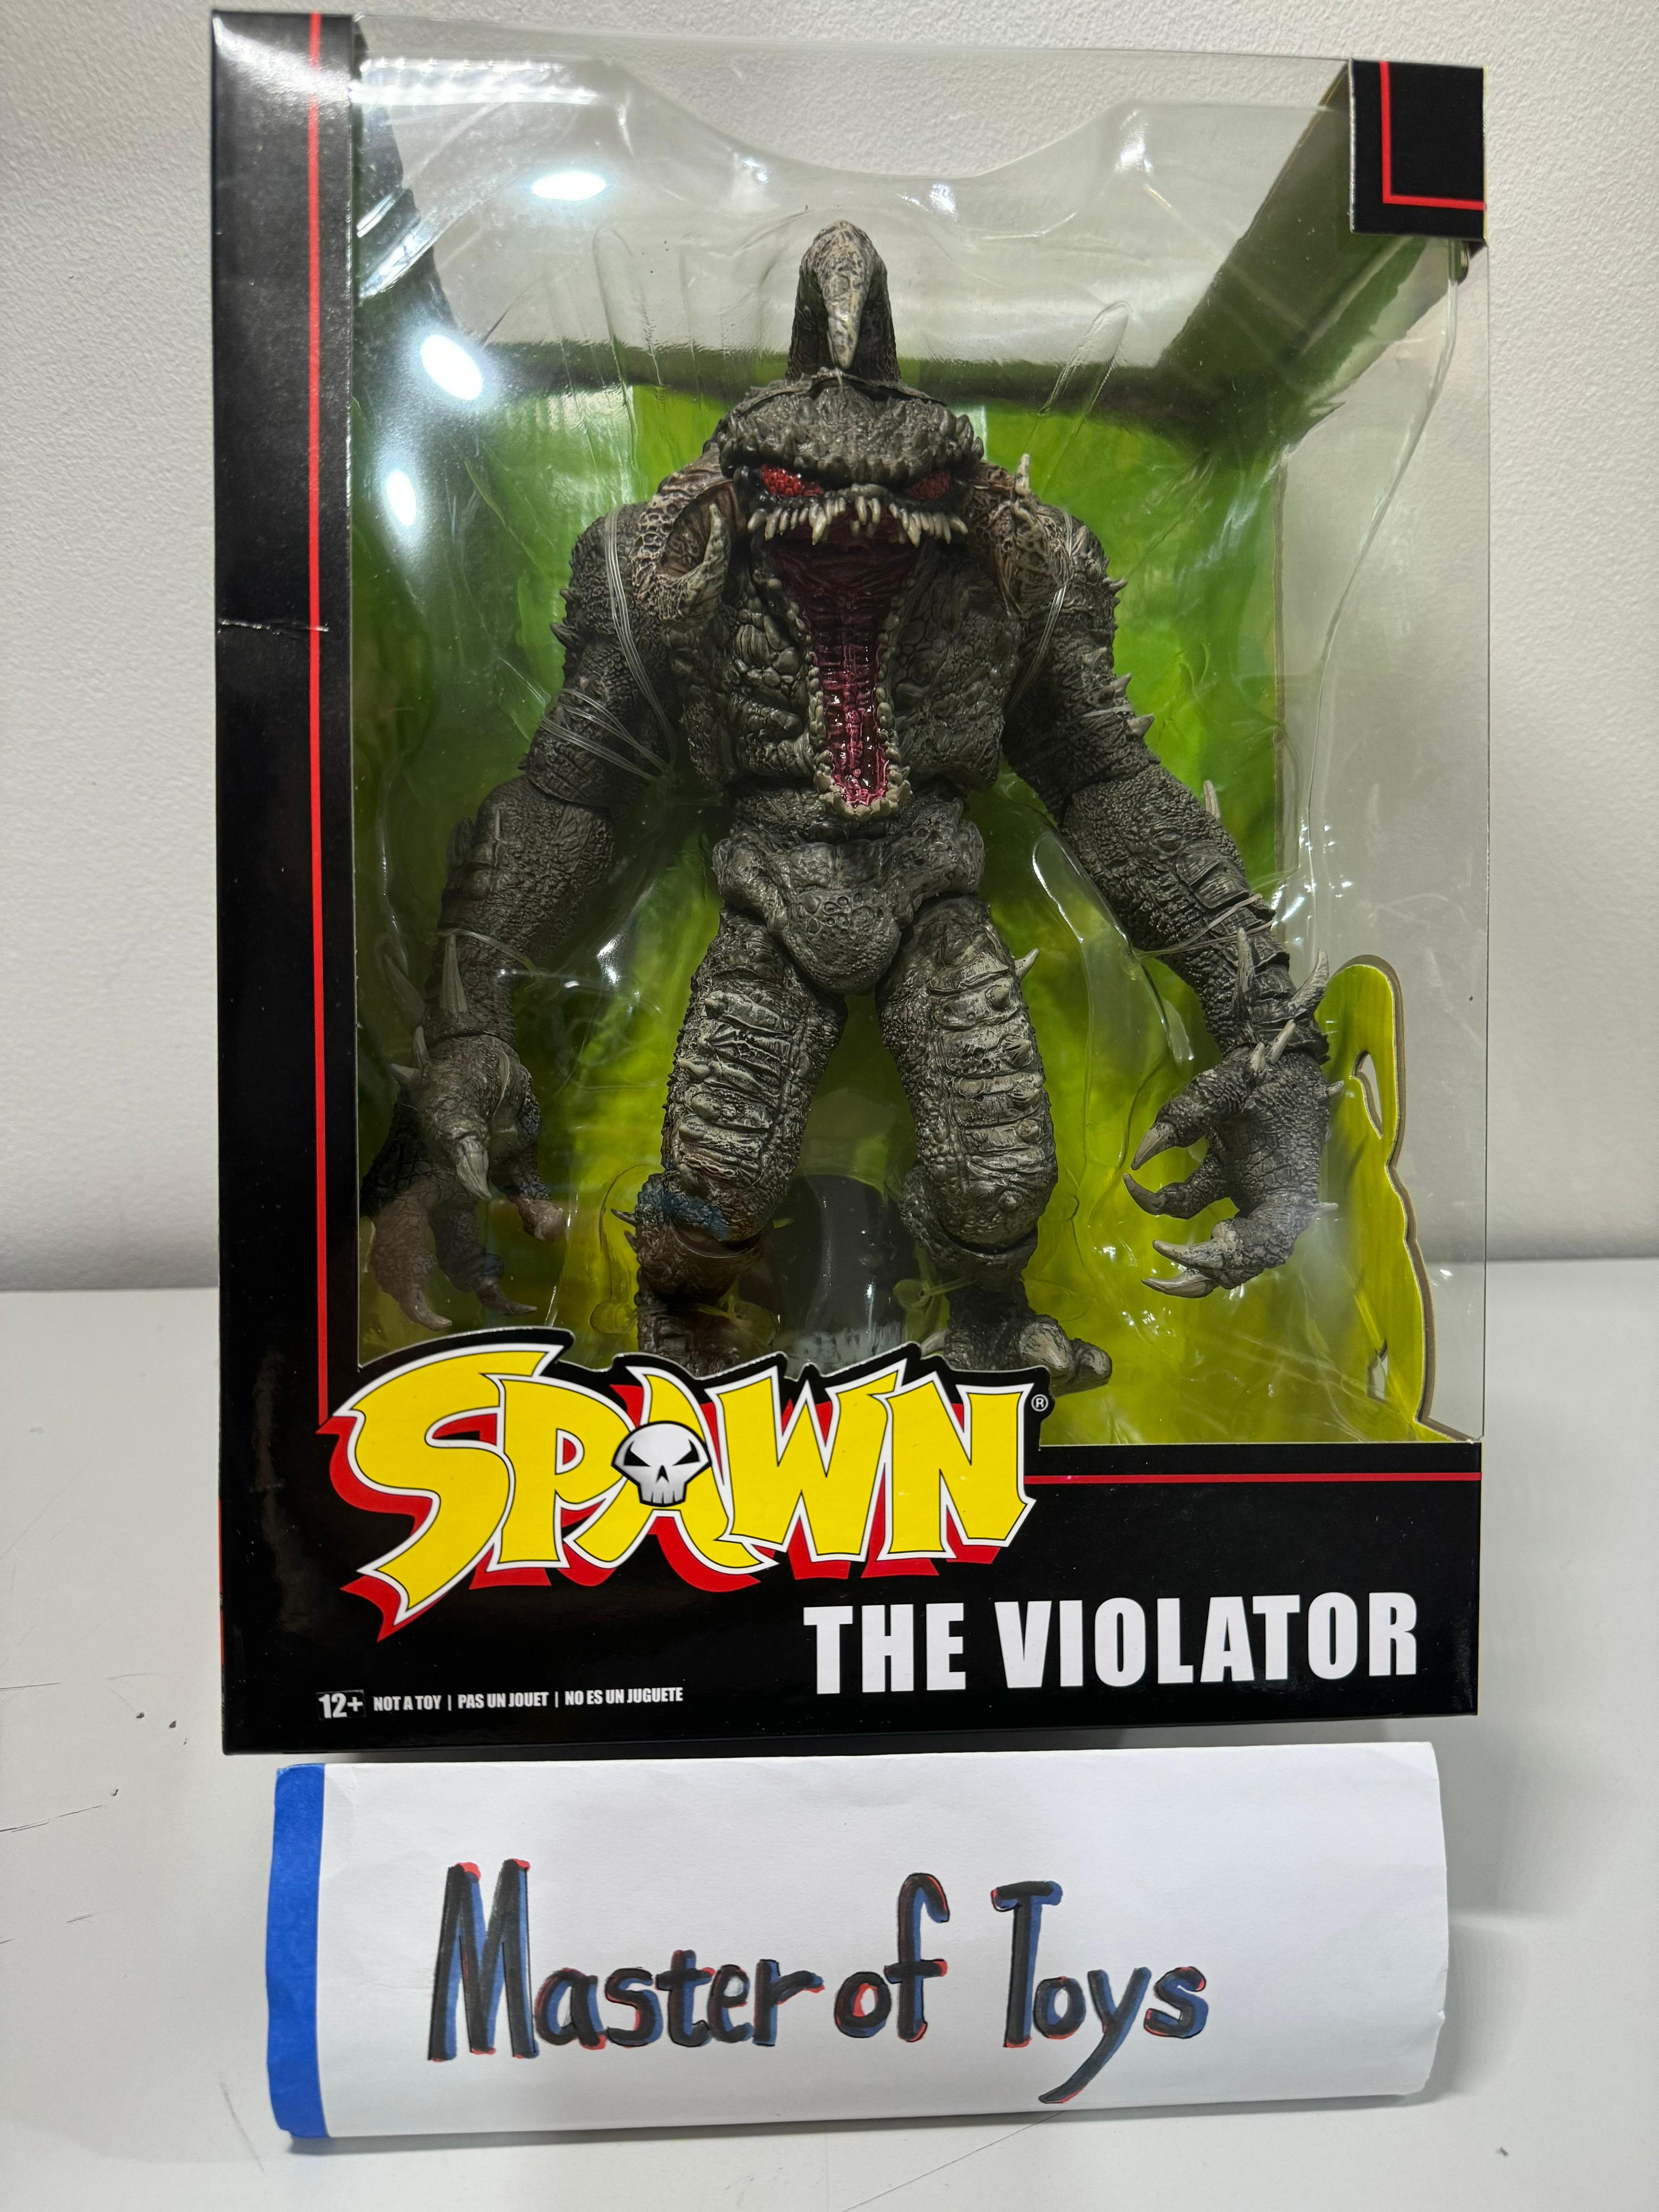 SPAWN®
THE VIOLATOR
12+ NOT A TOY | PAS UN JOUET | NO ES UN JUGUETE
Master of Toys